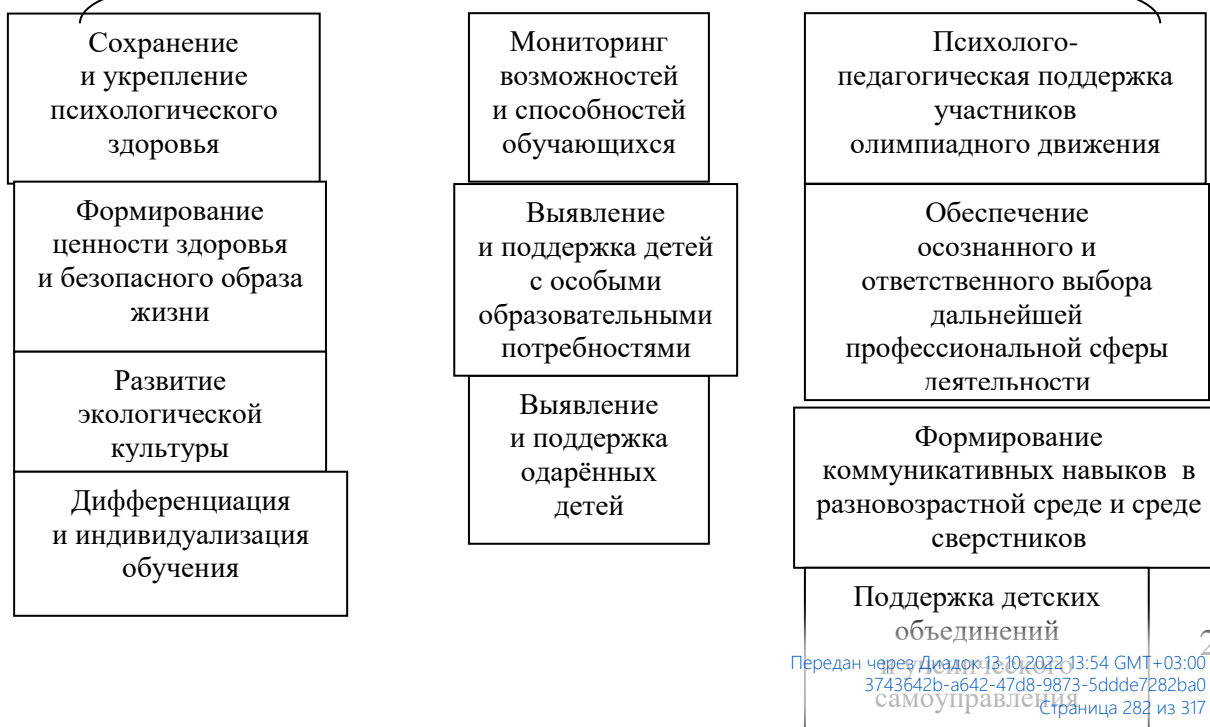 Сохранение
и укрепление
психологического
здоровья
Формирование
ценности здоровья
и безопасного образа
жизни
Развитие
экологической
культуры
Дифференциация
и индивидуализация
обучения
Мониторинг
возможностей
и способностей
обучающихся
Выявление
и поддержка детей
с особыми
образовательными
потребностями
Выявление
и поддержка
одарённых
детей
Психолого-
педагогическая поддержка
участников
олимпиадного движения
Обеспечение
осознанного и
ответственного выбора
дальнейшей
профессиональной сферы
деятельности
Формирование
коммуникативных навыков в
разновозрастной среде и среде
сверстников
Поддержка детских
объединений
и ученического
самоуправления
2
Передан через Диадок 13.10.2022 13:54 GMT+03:00
3743642b-a642-47d8-9873-5ddde7282ba0
Страница 282 из 317